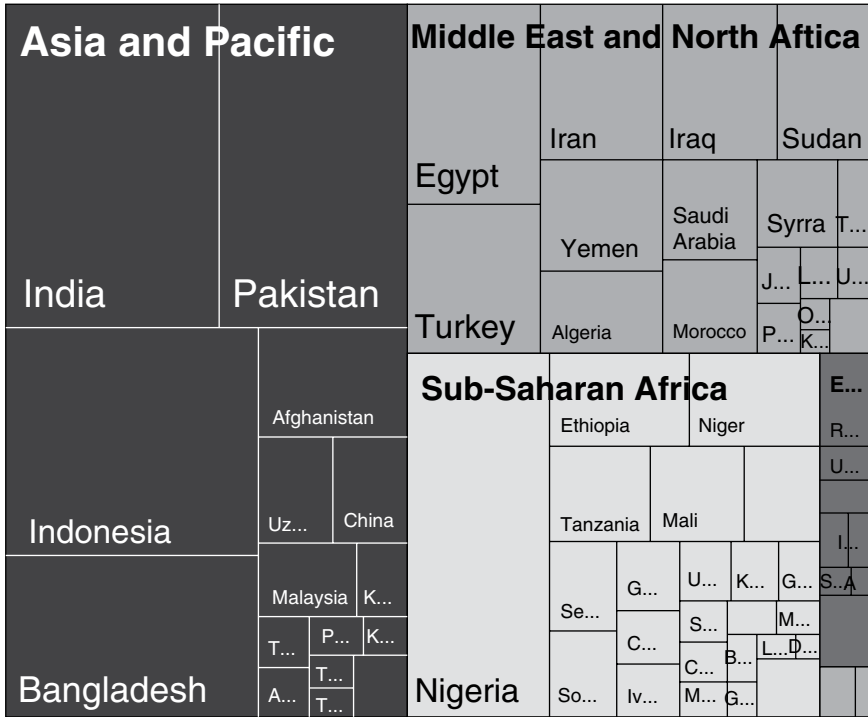 Asia and Pacific
India
Pakistan
Indonesia
Bangladesh
Afghanistan
Uz...
China
Malaysia
K...
T...
P...
K...
A...
T...
T...
Middle East and North Aftica
Egypt
Turkey
Iran
Iraq
Sudan
Yemen
Saudi
Arabia
Syrra
T...
Algeria
Morocco
J...
L...
U...
P...
O...
K...
Sub-Saharan Africa
Nigeria
Ethiopia
Niger
Tanzania
Mali
Se...
G...
U...
K...
G...
So...
C...
Iv...
S...
C...
M...
M...
B...
G...
L...
D...
E...
R...
U...
I...
S...
A